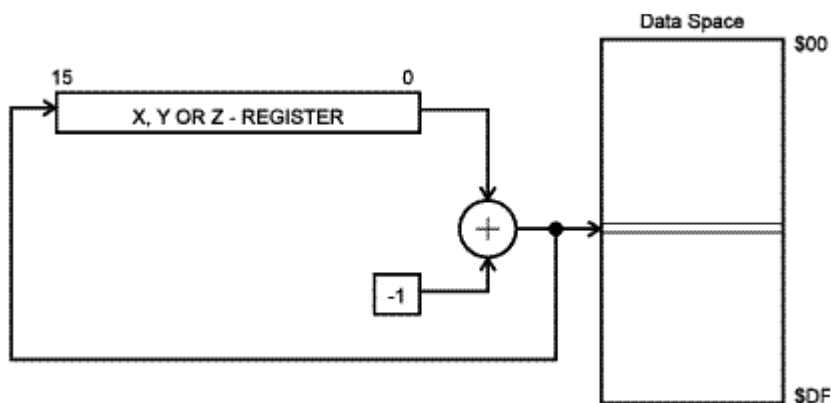 Data Space
$00
15
0
X, Y OR Z - REGISTER
+
-1
$DF